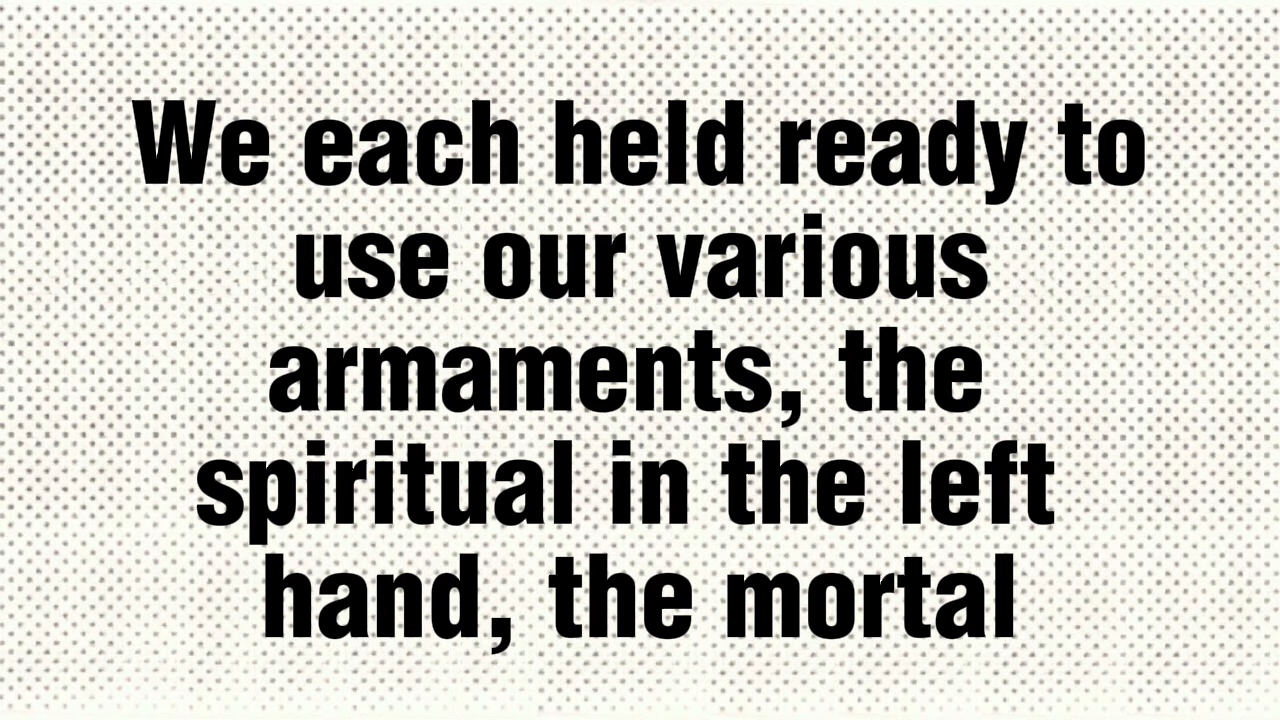 We each held ready to
use our various
armaments, the
spiritual in the left
hand, the mortal